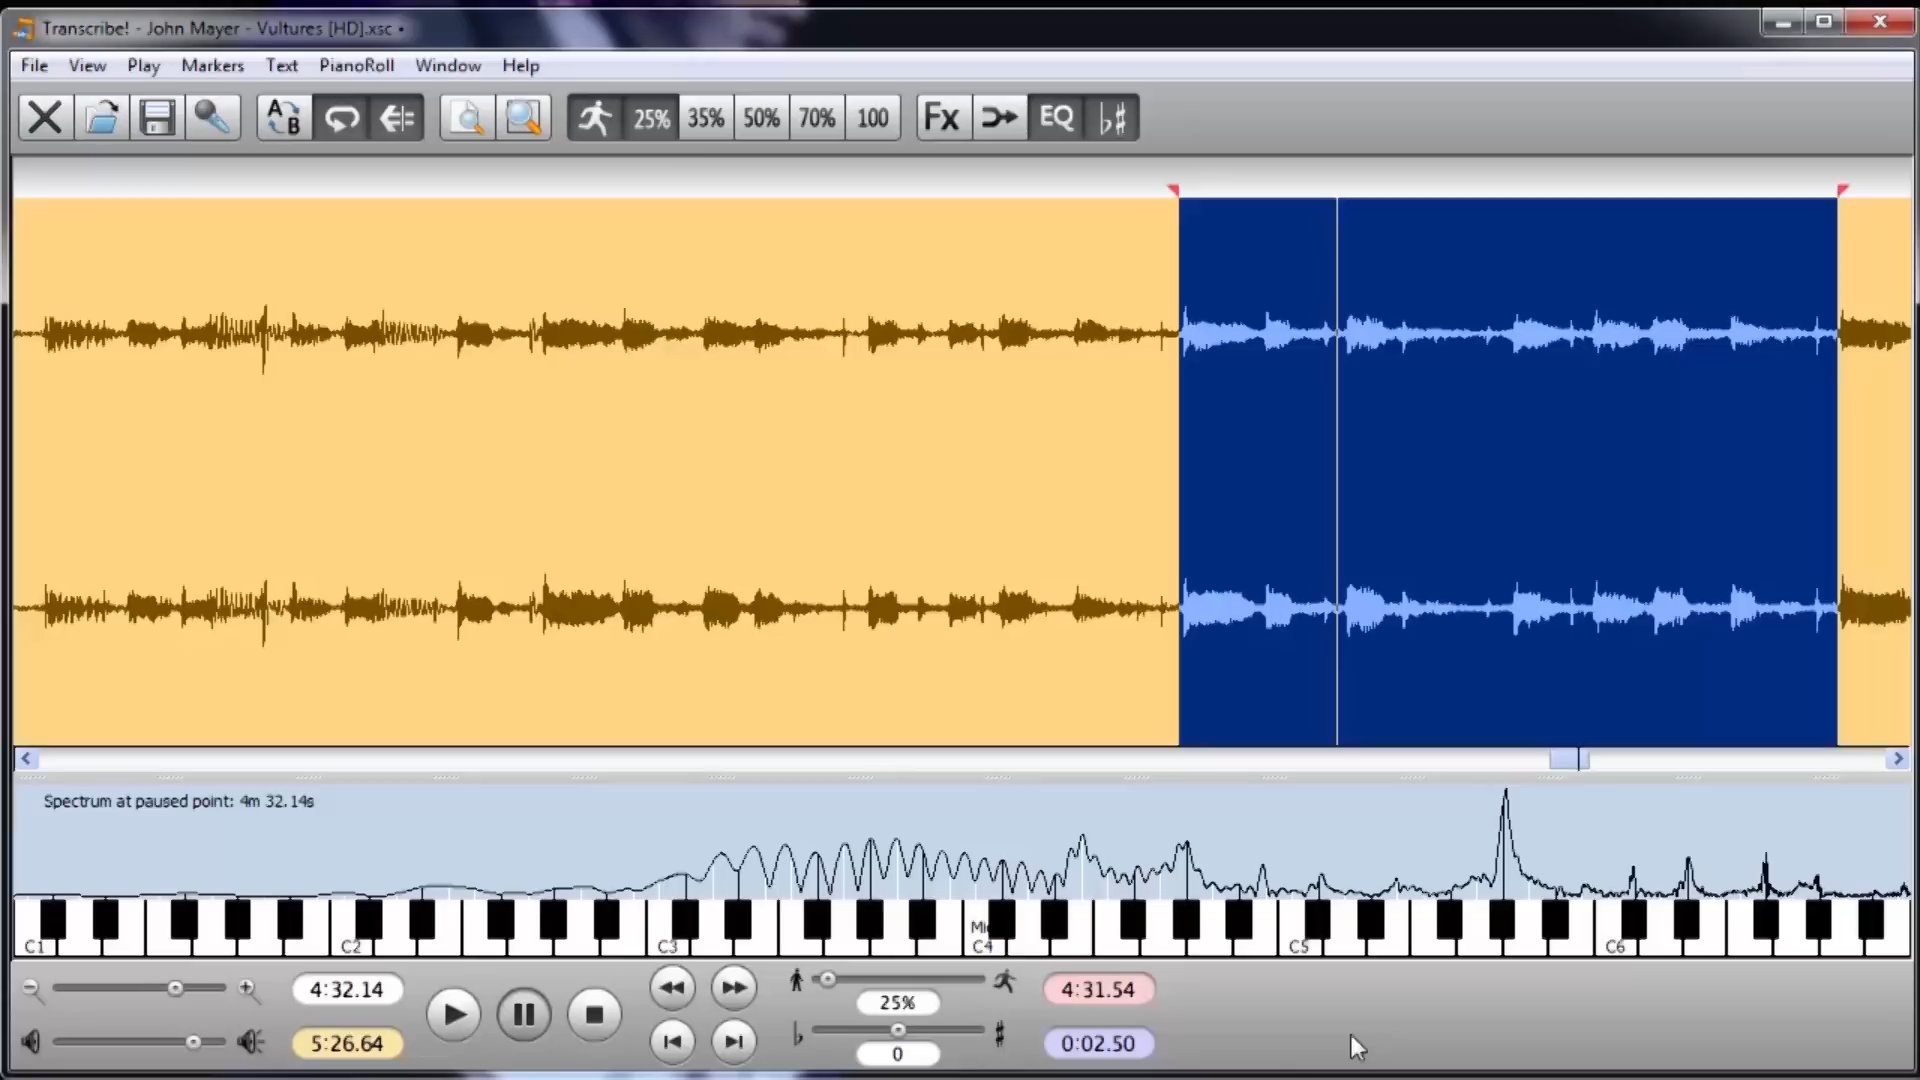 Transcribe! - John Mayer - Vultures [HD].xsc •
File View Play Markers Text PianoRoll Window Help
A B 25% 35% 50% 70% 100 Fx EQ ♭♯
Spectrum at paused point: 4m 32.14s
C1 C2 C3 C4 C5 C6
4:32.14 4:31.54
25%
♭ ♯
5:26.64 0 0:02.50